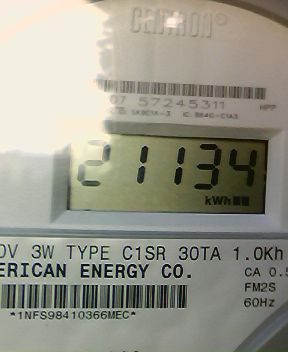 CENTRON®
07 57245311 HPP
21134
kWh
0V 3W TYPE C1SR 30TA 1.0Kh
ERICAN ENERGY CO.
CA 0.5
FM2S
*1NFS98410366MEC*
60Hz